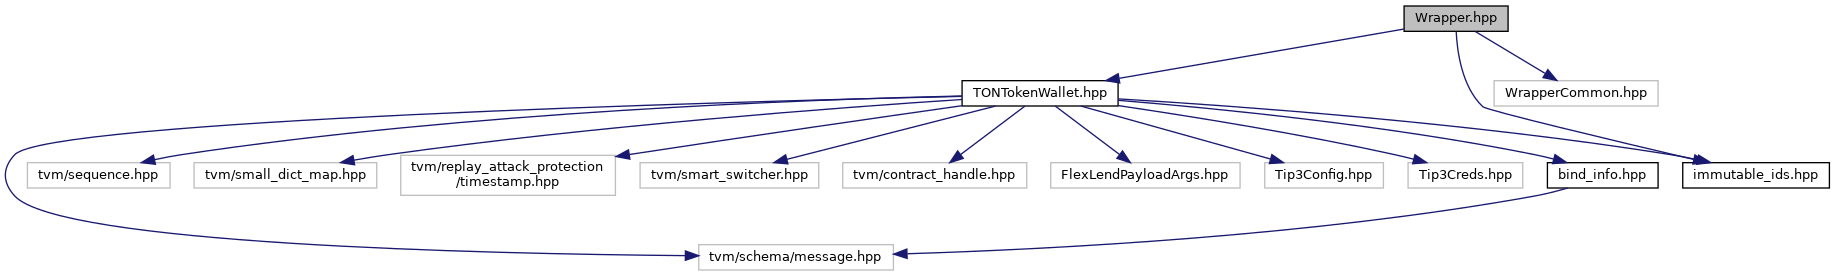 Wrapper.hpp
TONTokenWallet.hpp
WrapperCommon.hpp
tvm/sequence.hpp
tvm/small_dict_map.hpp
tvm/replay_attack_protection
/timestamp.hpp
tvm/smart_switcher.hpp
tvm/contract_handle.hpp
FlexLendPayloadArgs.hpp
Tip3Config.hpp
Tip3Creds.hpp
bind_info.hpp
immutable_ids.hpp
tvm/schema/message.hpp